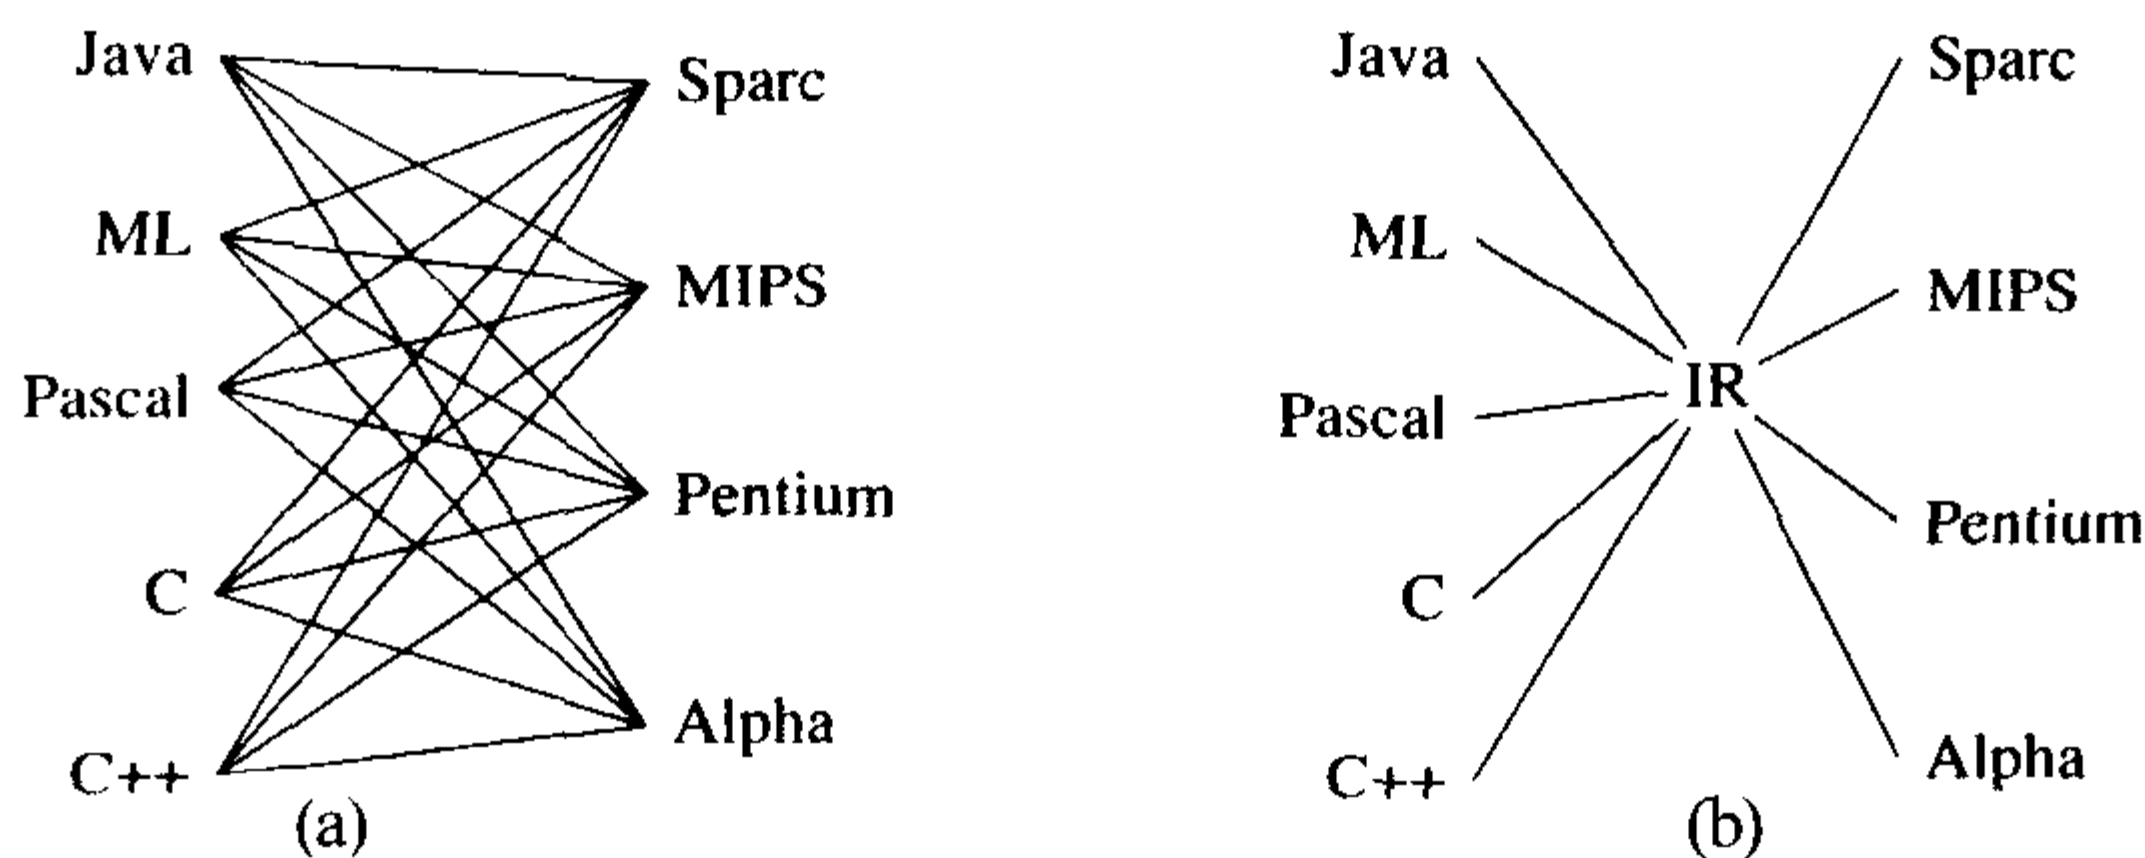 Java
Sparc
ML
MIPS
Pascal
Pentium
C
Alpha
C++
(a)
Java
Sparc
ML
MIPS
IR
Pascal
Pentium
C
Alpha
C++
(b)